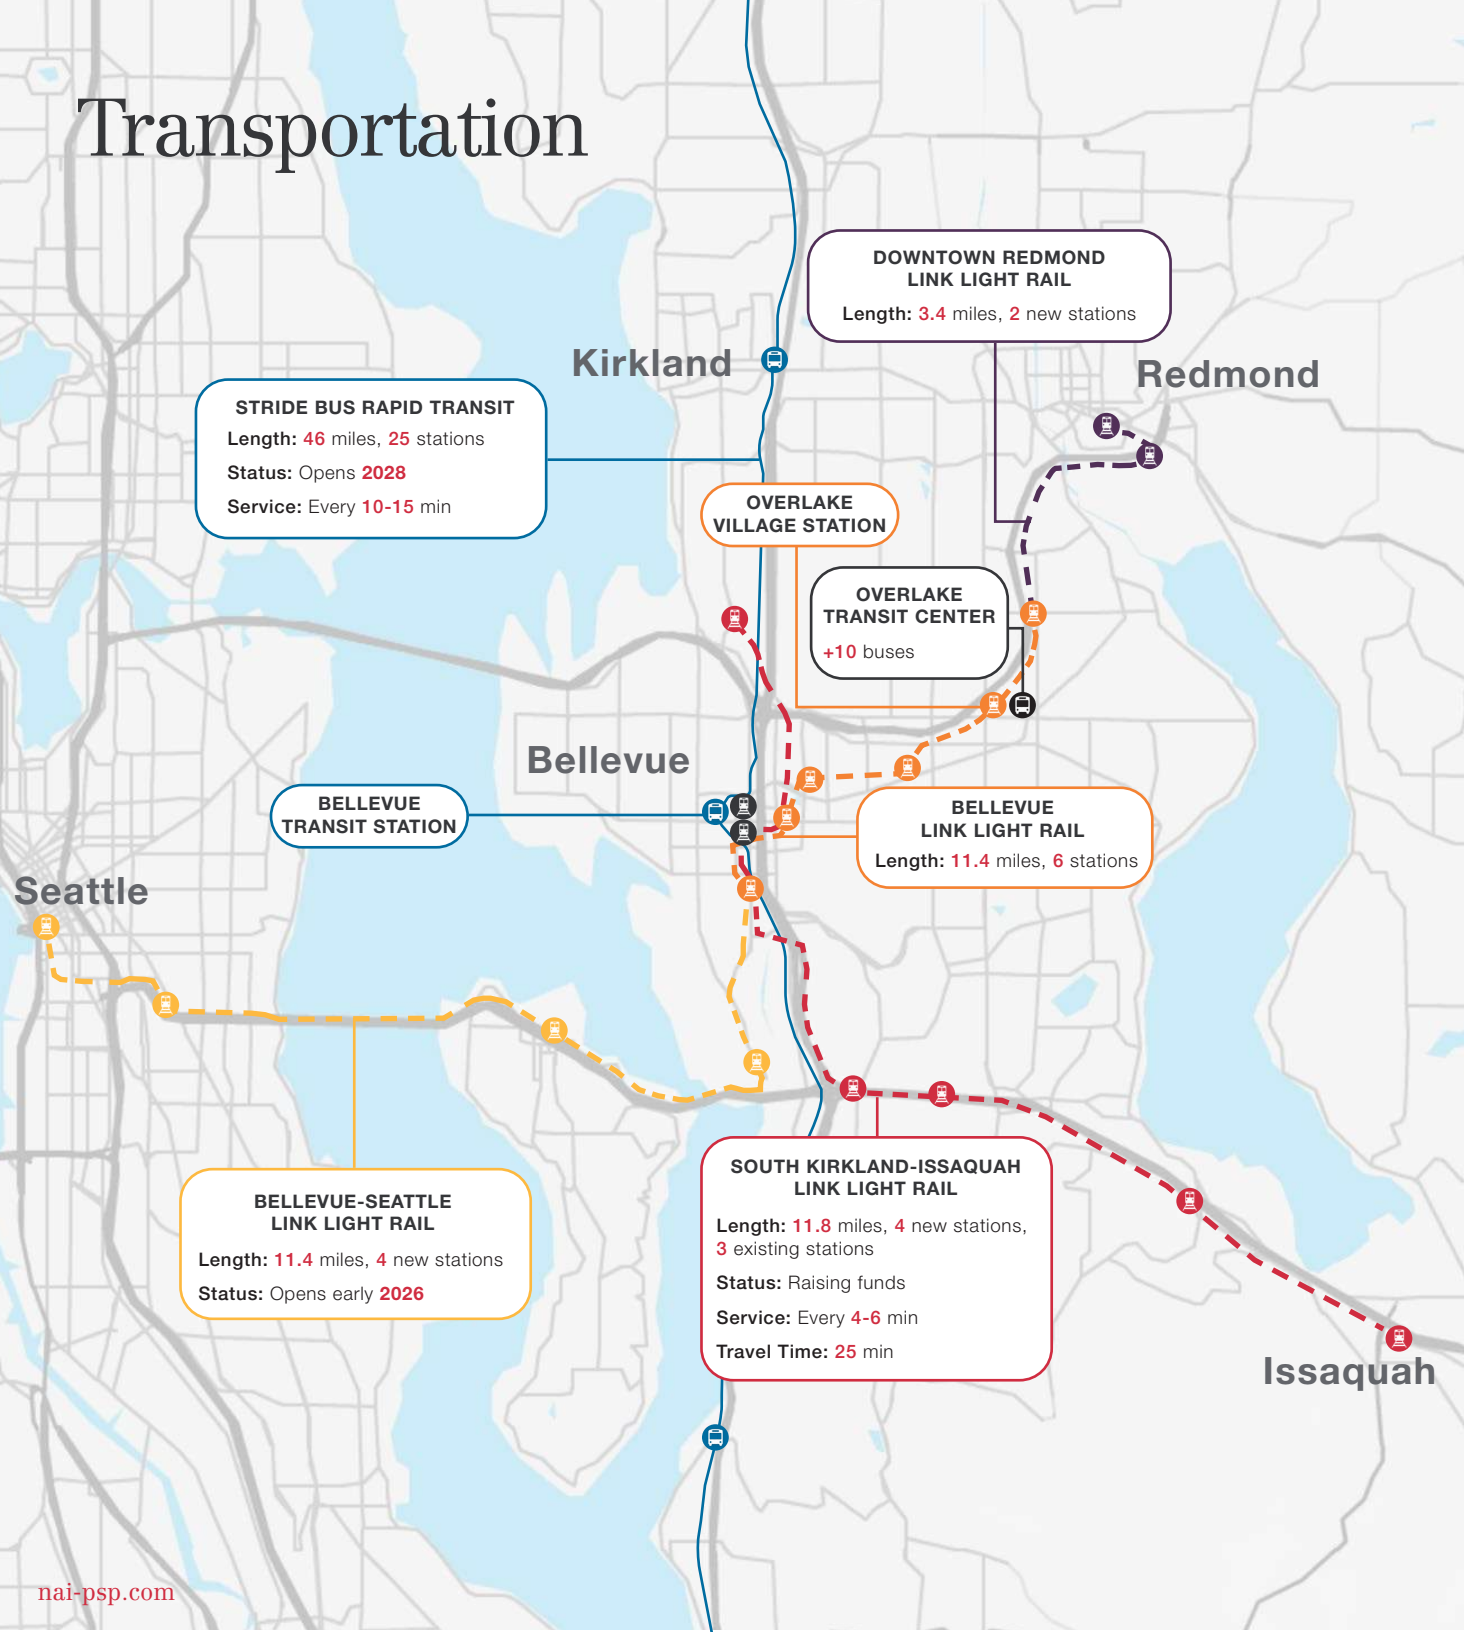 Transportation
DOWNTOWN REDMOND
LINK LIGHT RAIL
Length: 3.4 miles, 2 new stations
Kirkland
Redmond
STRIDE BUS RAPID TRANSIT
Length: 46 miles, 25 stations
Status: Opens 2028
Service: Every 10-15 min
OVERLAKE
VILLAGE STATION
OVERLAKE
TRANSIT CENTER
+10 buses
Bellevue
BELLEVUE
TRANSIT STATION
BELLEVUE
LINK LIGHT RAIL
Length: 11.4 miles, 6 stations
Seattle
BELLEVUE-SEATTLE
LINK LIGHT RAIL
Length: 11.4 miles, 4 new stations
Status: Opens early 2026
SOUTH KIRKLAND-ISSAQUAH
LINK LIGHT RAIL
Length: 11.8 miles, 4 new stations,
3 existing stations
Status: Raising funds
Service: Every 4-6 min
Travel Time: 25 min
Issaquah
nai-psp.com